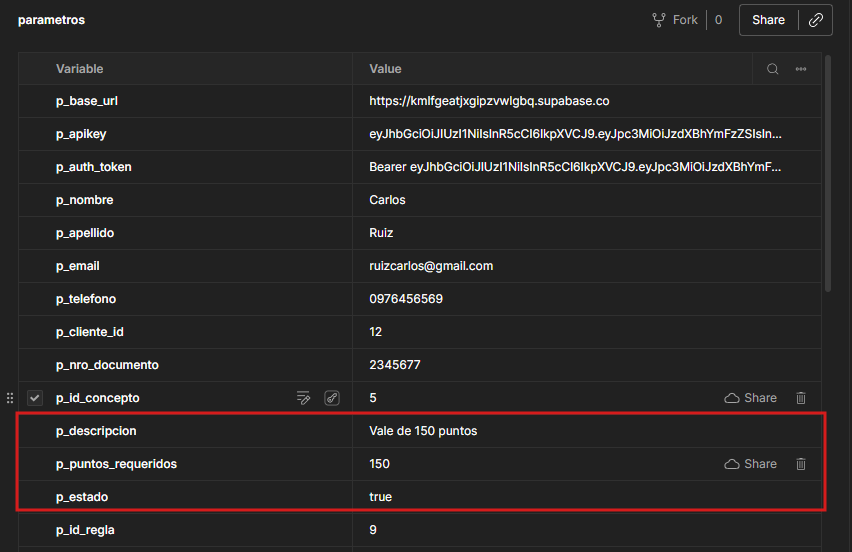 parametros Fork 0 Share
Variable Value
p_base_url https://kmlfgeatjxgipzvwlgbq.supabase.co
p_apikey eyJhbGciOiJIUzI1NiIsInR5cCI6IkpXVCJ9.eyJpc3MiOiJzdXBhYmFzZSIsIn...
p_auth_token Bearer eyJhbGciOiJIUzI1NiIsInR5cCI6IkpXVCJ9.eyJpc3MiOiJzdXBhYmF...
p_nombre Carlos
p_apellido Ruiz
p_email ruizcarlos@gmail.com
p_telefono 0976456569
p_cliente_id 12
p_nro_documento 2345677
p_id_concepto 5 Share
p_descripcion Vale de 150 puntos
p_puntos_requeridos 150 Share
p_estado true
p_id_regla 9